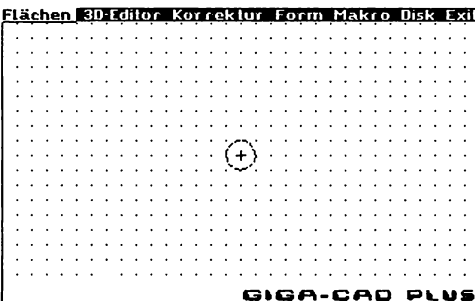 Flächen 3D-Editor Korrektur Form Makro Disk Exit
GIGA-CAD PLUS